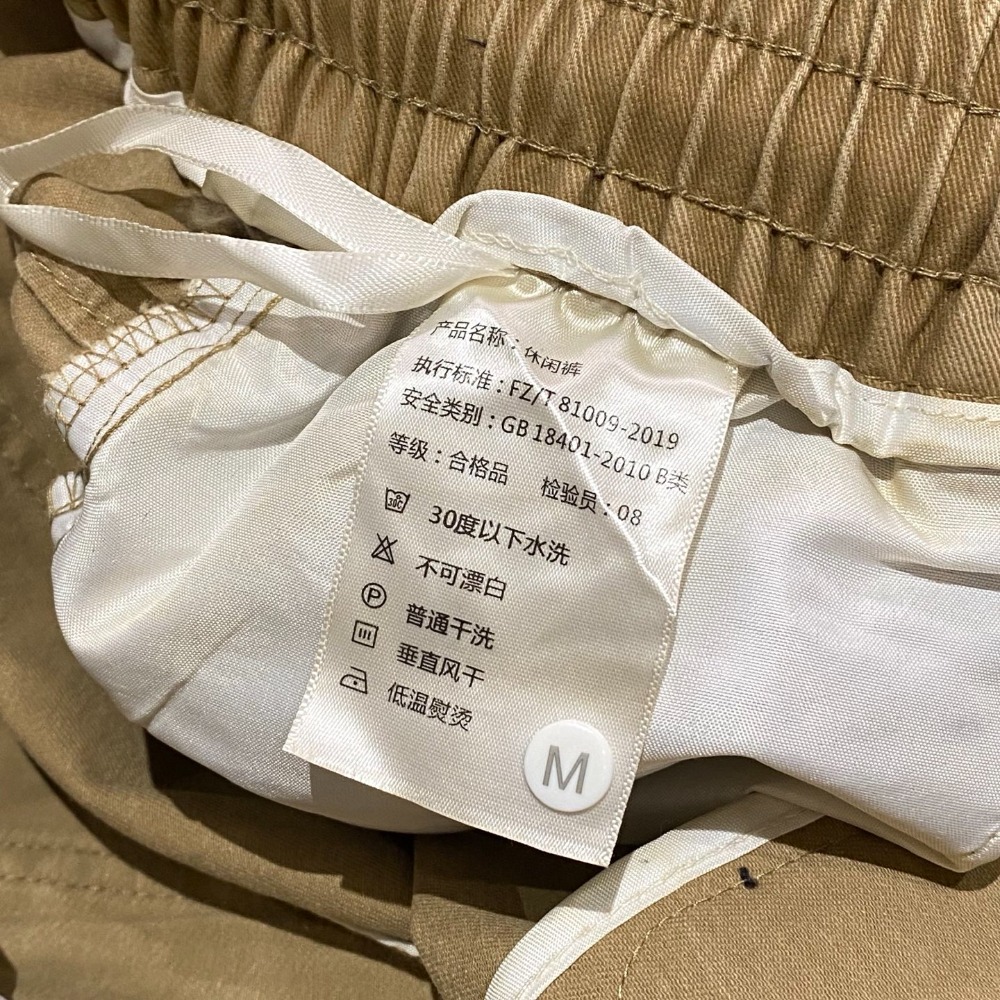 产品名称：休闲裤
执行标准：FZ/T 81009-2019
安全类别：GB 18401-2010 B类
等级：合格品 检验员：08
30℃ 30度以下水洗
不可漂白
P 普通干洗
垂直风干
低温熨烫
M